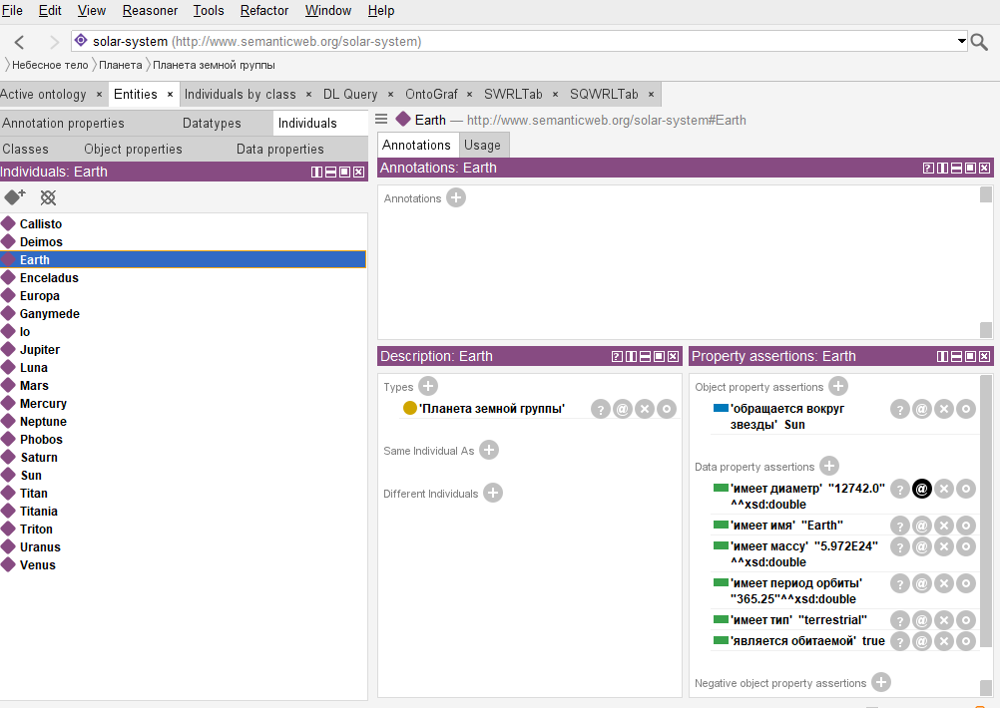 File Edit View Reasoner Tools Refactor Window Help
solar-system (http://www.semanticweb.org/solar-system)
Небесное тело Планета Планета земной группы
Active ontology × Entities × Individuals by class × DL Query × OntoGraf × SWRLTab × SQWRLTab ×
Annotation properties Datatypes Individuals
Classes Object properties Data properties
Individuals: Earth
Callisto
Deimos
Earth
Enceladus
Europa
Ganymede
Io
Jupiter
Luna
Mars
Mercury
Neptune
Phobos
Saturn
Sun
Titan
Titania
Triton
Uranus
Venus
Earth — http://www.semanticweb.org/solar-system#Earth
Annotations Usage
Annotations: Earth
Annotations
Description: Earth
Types
'Планета земной группы'
Same Individual As
Different Individuals
Property assertions: Earth
Object property assertions
'обращается вокруг
звезды' Sun
Data property assertions
'имеет диаметр' "12742.0"
^^xsd:double
'имеет имя' "Earth"
'имеет массу' "5.972E24"
^^xsd:double
'имеет период орбиты'
"365.25"^^xsd:double
'имеет тип' "terrestrial"
'является обитаемой' true
Negative object property assertions